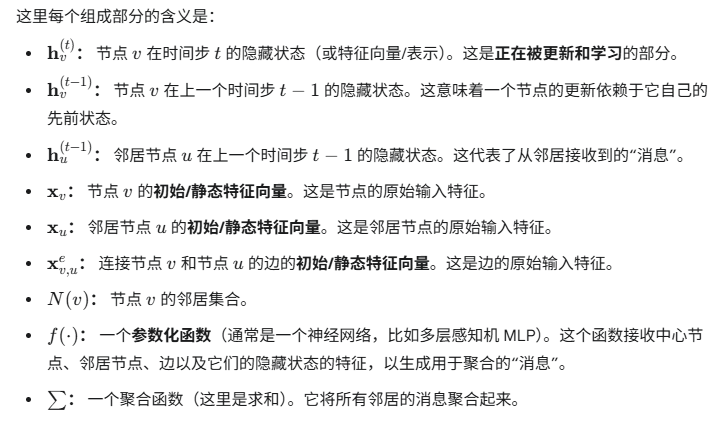 这里每个组成部分的含义是：
• h_v^{(t)}： 节点 v 在时间步 t 的隐藏状态（或特征向量/表示）。这是正在被更新和学习的部分。
• h_v^{(t−1)}： 节点 v 在上一个时间步 t − 1 的隐藏状态。这意味着一个节点的更新依赖于它自己的
先前状态。
• h_u^{(t−1)}： 邻居节点 u 在上一个时间步 t − 1 的隐藏状态。这代表了从邻居接收到的“消息”。
• x_v： 节点 v 的初始/静态特征向量。这是节点的原始输入特征。
• x_u： 邻居节点 u 的初始/静态特征向量。这是邻居节点的原始输入特征。
• x_{v,u}^e： 连接节点 v 和节点 u 的边的初始/静态特征向量。这是边的原始输入特征。
• N(v)： 节点 v 的邻居集合。
• f(·)： 一个参数化函数（通常是一个神经网络，比如多层感知机 MLP）。这个函数接收中心节
点、邻居节点、边以及它们的隐藏状态的特征，以生成用于聚合的“消息”。
• ∑： 一个聚合函数（这里是求和）。它将所有邻居的消息聚合起来。